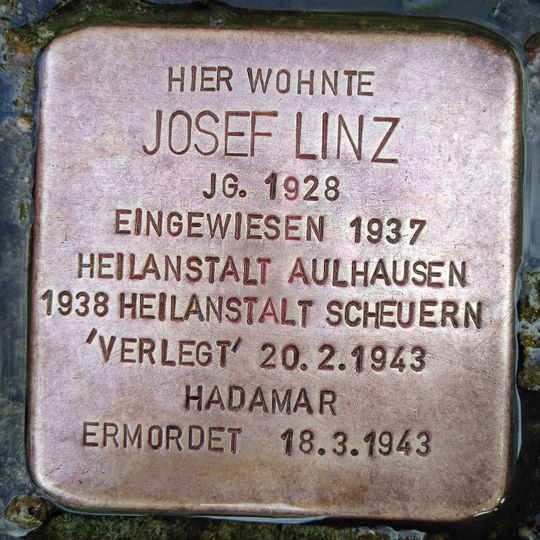 HIER WOHNTE
JOSEF LINZ
JG. 1928
EINGEWIESEN 1937
HEILANSTALT AULHAUSEN
1938 HEILANSTALT SCHEUERN
'VERLEGT' 20.2.1943
HADAMAR
ERMORDET 18.3.1943